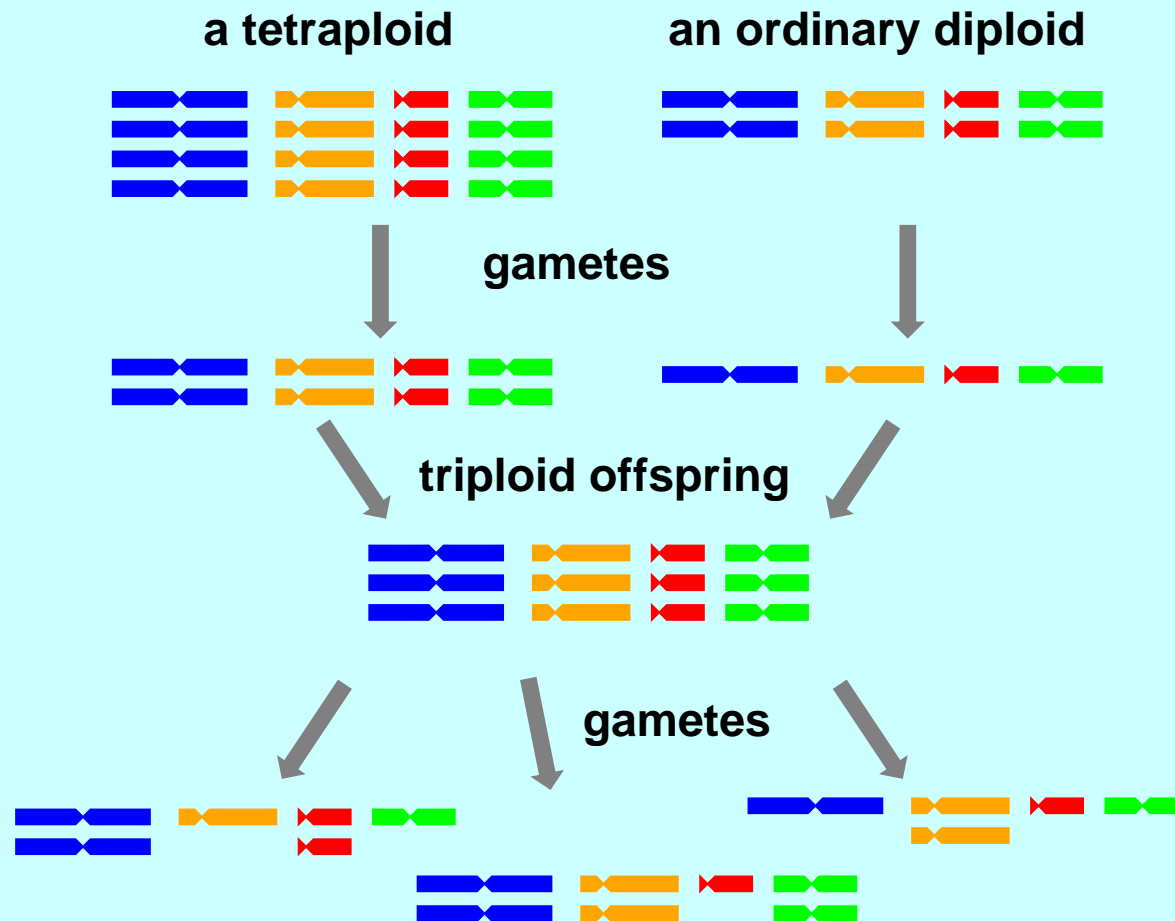 a tetraploid
an ordinary diploid
gametes
triploid offspring
gametes